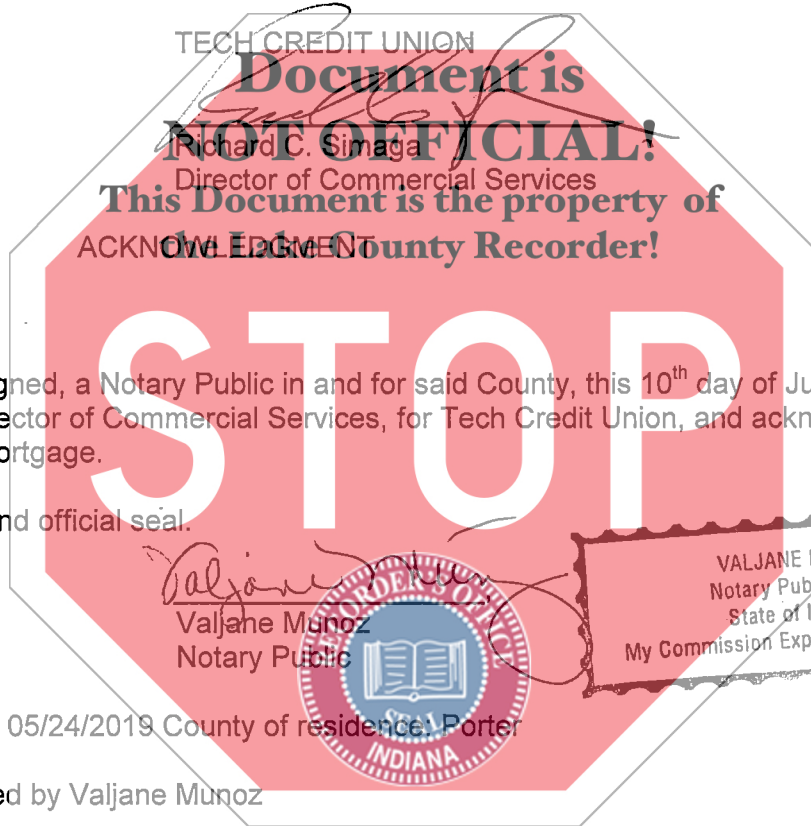 TECH CREDIT UNION
Document is
NOT OFFICIAL!
Richard C. Simaga
Director of Commercial Services
This Document is the property of
the Lake County Recorder!
ACKNOWLEDGMENT
STOP
gned, a Notary Public in and for said County, this 10th day of Ju
ector of Commercial Services, for Tech Credit Union, and ackn
ortgage.
nd official seal.
Valjane Munoz
Valjane Munoz
Notary Public
VALJANE
Notary Pub
State of
My Commission Exp
RECORDER'S OFFICE
SEAL
INDIANA
05/24/2019 County of residence: Porter
ed by Valjane Munoz